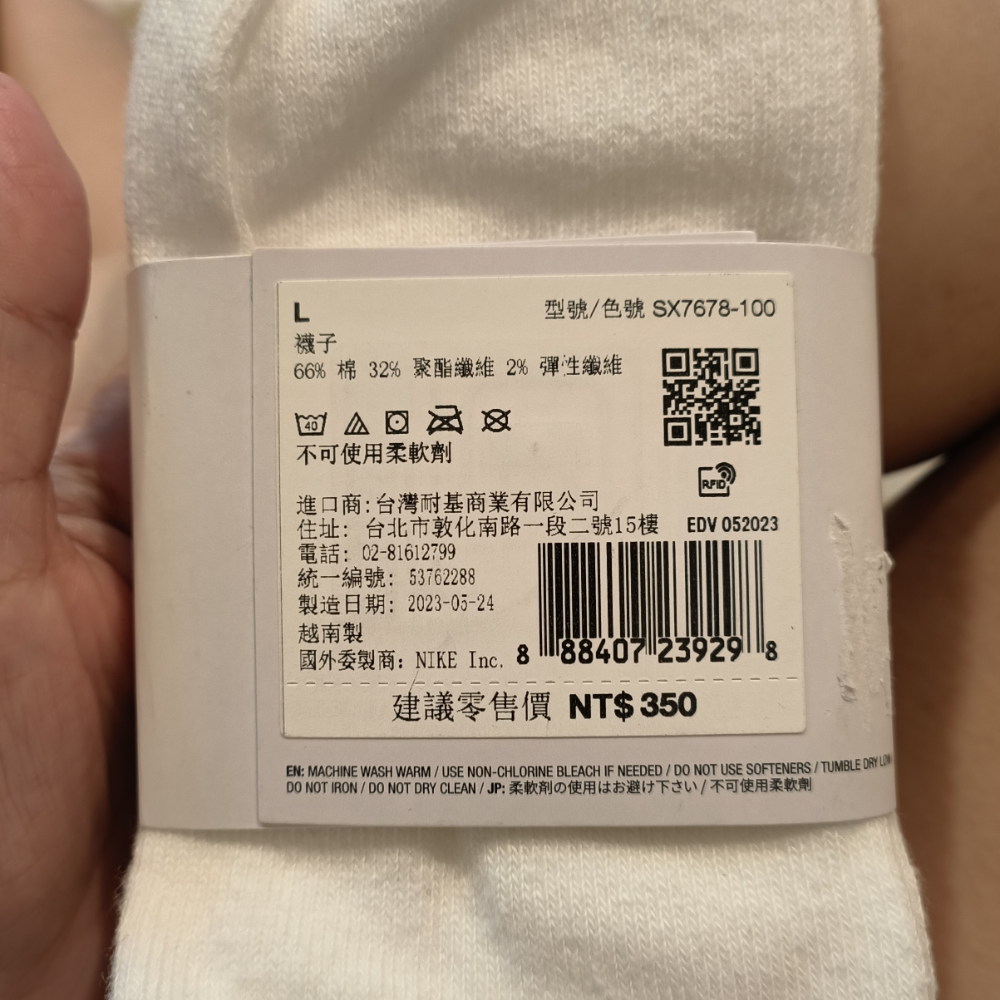 L
型號/色號 SX7678-100
襪子
66% 棉 32% 聚酯纖維 2% 彈性纖維
40
不可使用柔軟劑
RFID
進口商:台灣耐基商業有限公司
住址: 台北市敦化南路一段二號15樓
EDV 052023
電話: 02-81612799
統一編號: 53762288
製造日期: 2023-05-24
越南製
國外委製商: NIKE Inc.
8 88407 23929 8
建議零售價 NT$ 350
EN: MACHINE WASH WARM / USE NON-CHLORINE BLEACH IF NEEDED / DO NOT USE SOFTENERS / TUMBLE DRY LOW
DO NOT IRON / DO NOT DRY CLEAN / JP: 柔軟剤の使用はお避け下さい / 不可使用柔軟劑